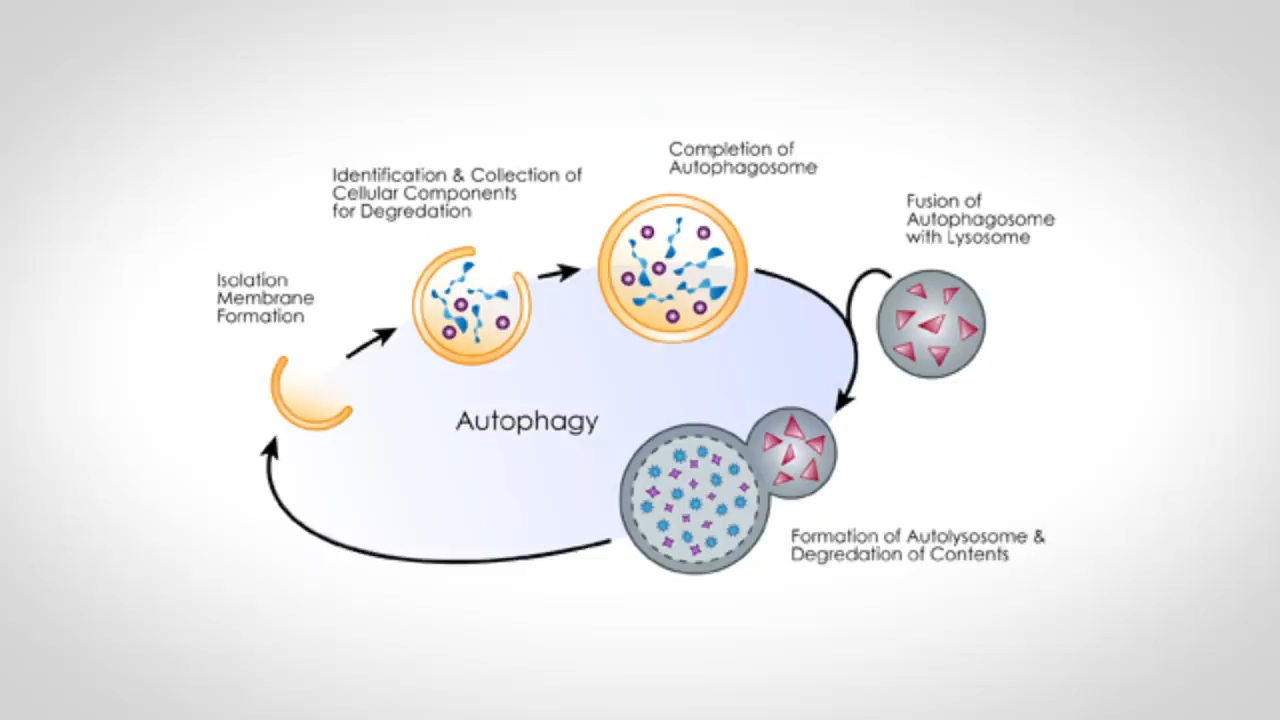 Isolation
Membrane
Formation
Identification & Collection of
Cellular Components
for Degredation
Completion of
Autophagosome
Fusion of
Autophagosome
with Lysosome
Formation of Autolysosome &
Degredation of Contents
Autophagy